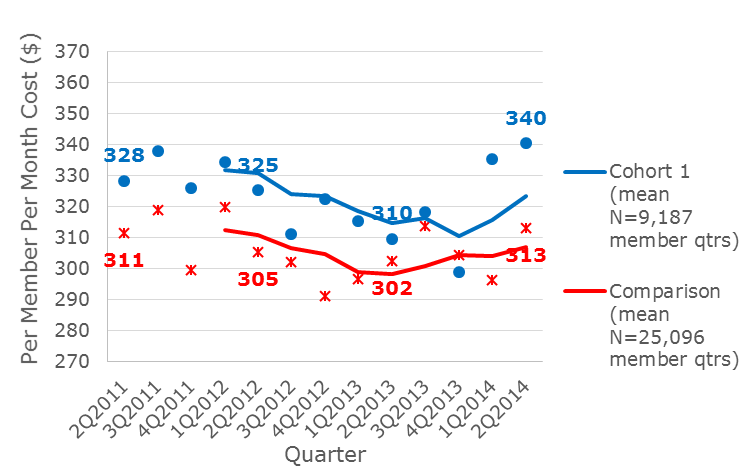 370
360
350
340
330
320
310
300
290
280
270
Per Member Per Month Cost ($)
328
325
310
340
311
305
302
313
2Q2011
3Q2011
4Q2011
1Q2012
2Q2012
3Q2012
4Q2012
1Q2013
2Q2013
3Q2013
4Q2013
1Q2014
2Q2014
Quarter
Cohort 1
(mean
N=9,187
member qtrs)
Comparison
(mean
N=25,096
member qtrs)